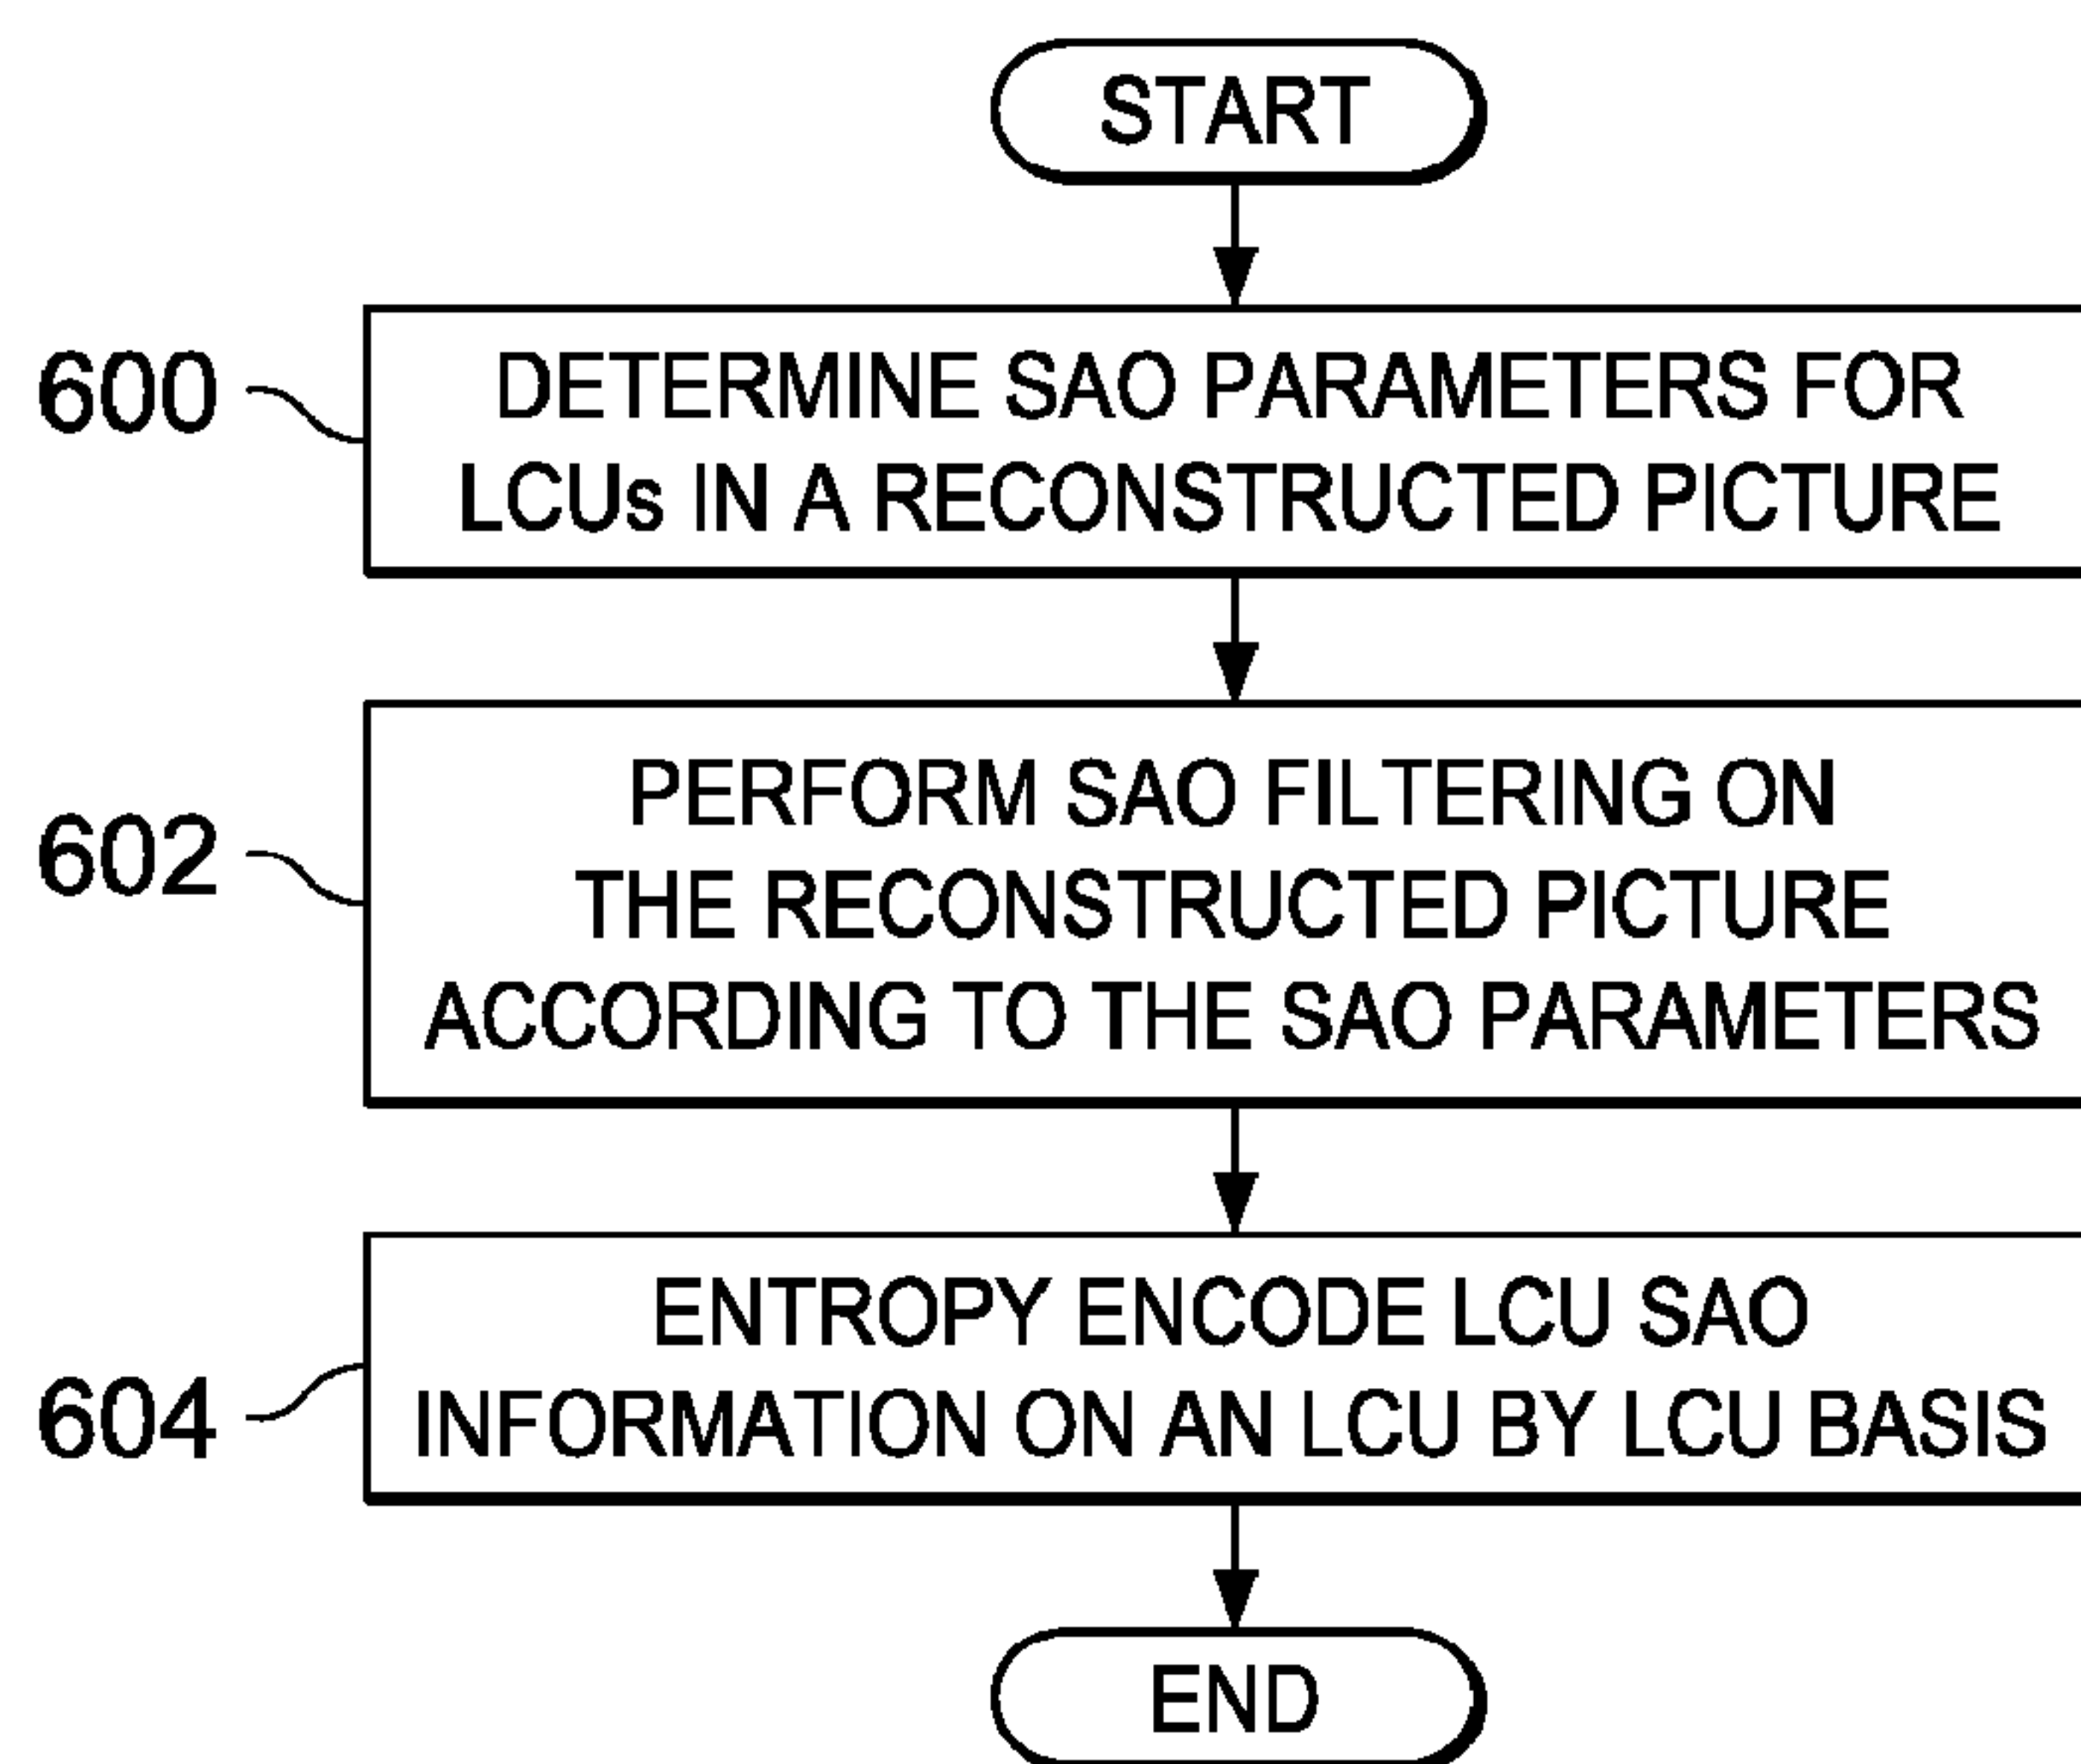 START
600
DETERMINE SAO PARAMETERS FOR
LCUs IN A RECONSTRUCTED PICTURE
602
PERFORM SAO FILTERING ON
THE RECONSTRUCTED PICTURE
ACCORDING TO THE SAO PARAMETERS
604
ENTROPY ENCODE LCU SAO
INFORMATION ON AN LCU BY LCU BASIS
END